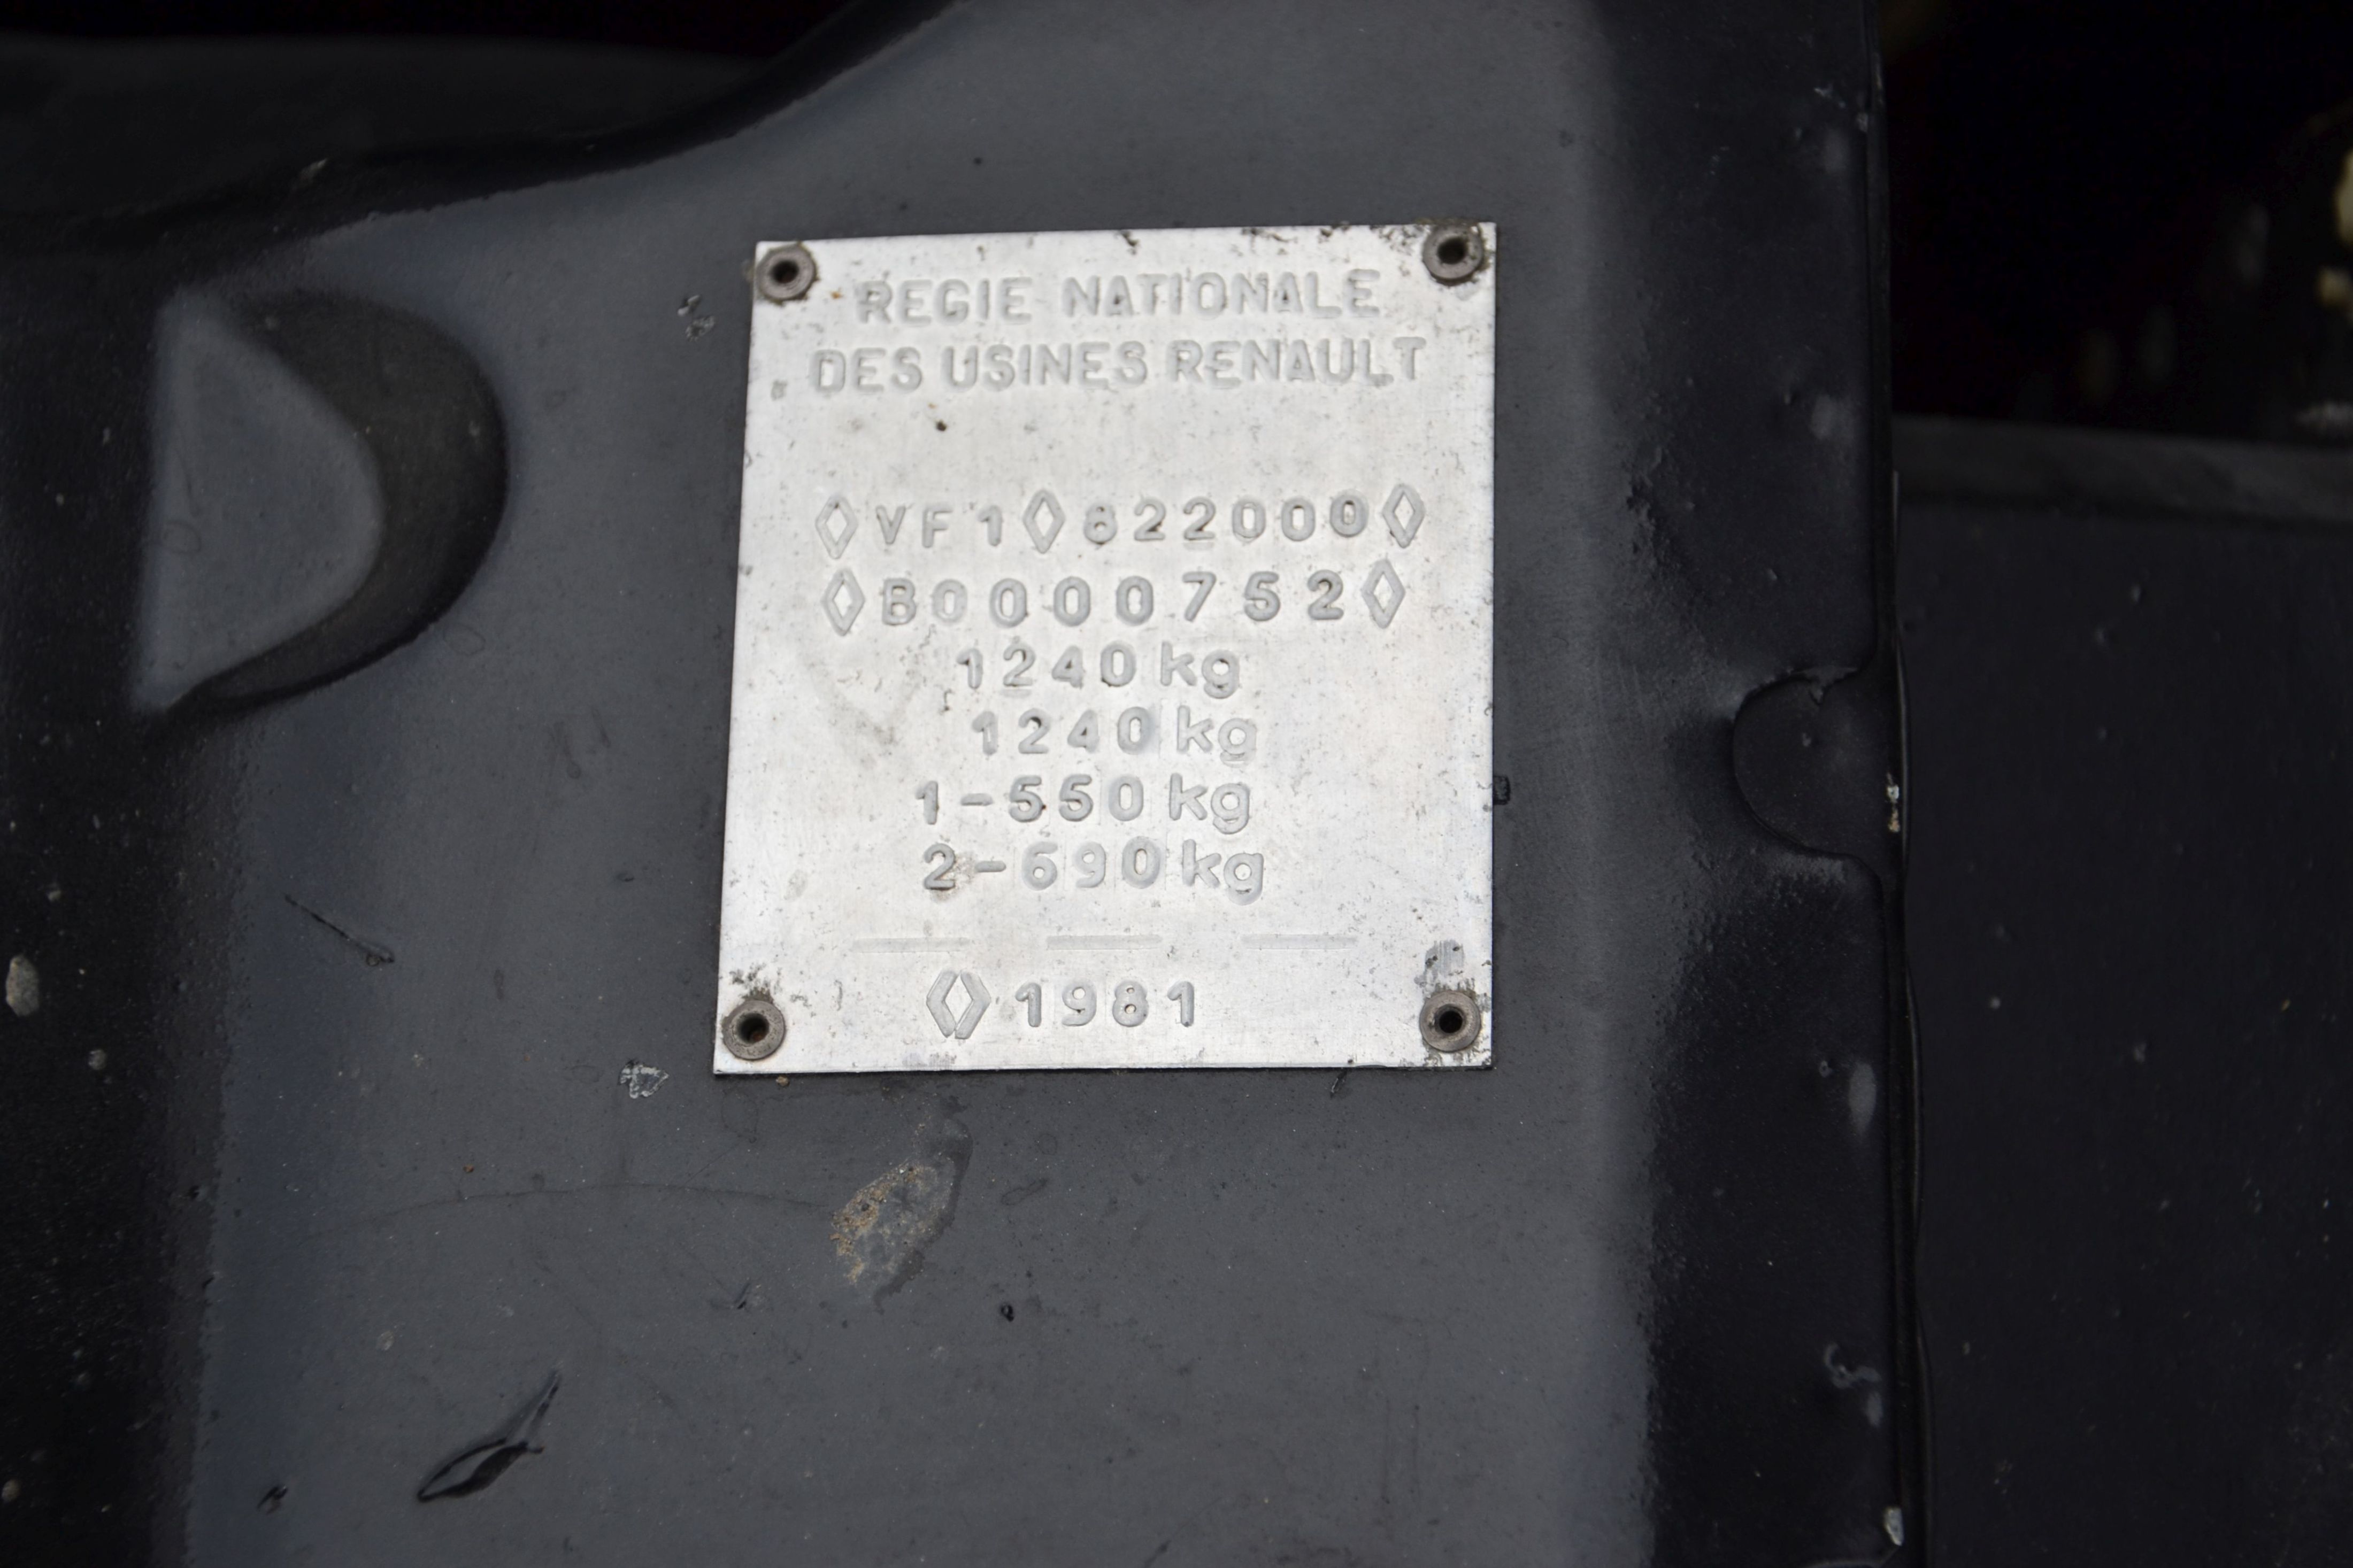 REGIE NATIONALE
DES USINES RENAULT
◊VF1◊822000◊
◊B0000752◊
1240 kg
1240 kg
1-550 kg
2-690 kg
1981